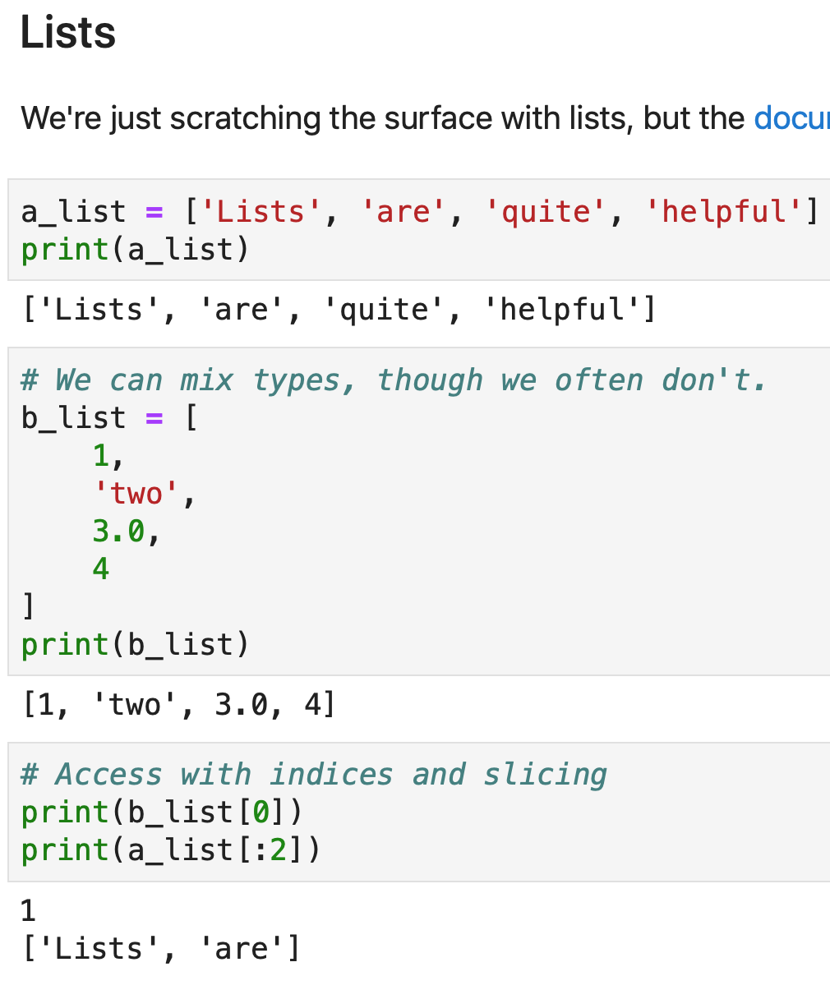 Lists
We're just scratching the surface with lists, but the
a_list = ['Lists', 'are', 'quite', 'helpful']
print(a_list)
['Lists', 'are', 'quite', 'helpful']
# We can mix types, though we often don't.
b_list = [
    1,
    'two',
    3.0,
    4
]
print(b_list)
[1, 'two', 3.0, 4]
# Access with indices and slicing
print(b_list[0])
print(a_list[:2])
1
['Lists', 'are']